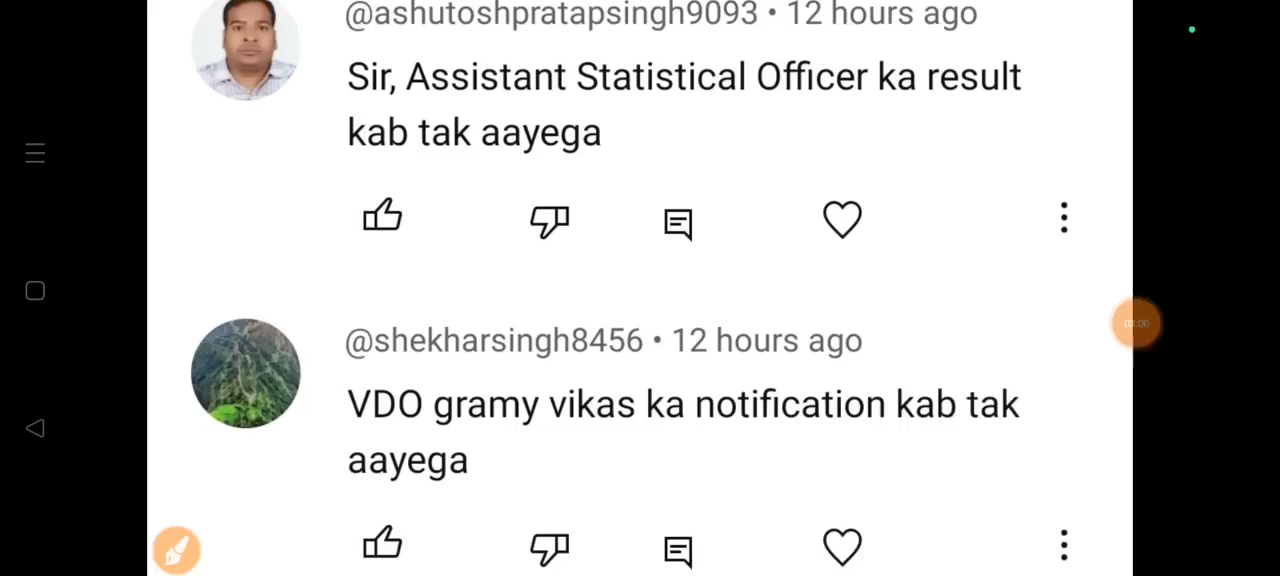 @ashutoshpratapsingh9093 • 12 hours ago
Sir, Assistant Statistical Officer ka result
kab tak aayega
@shekharsingh8456 • 12 hours ago
VDO gramy vikas ka notification kab tak
aayega